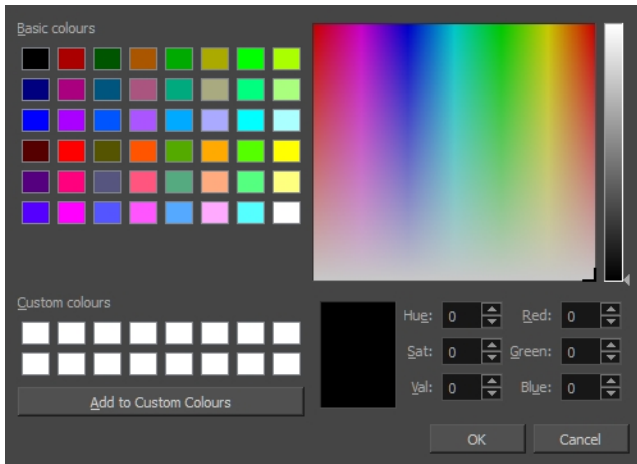 Basic colours
Custom colours
Add to Custom Colours
Hue: 0 Red: 0
Sat: 0 Green: 0
Val: 0 Blue: 0
OK Cancel